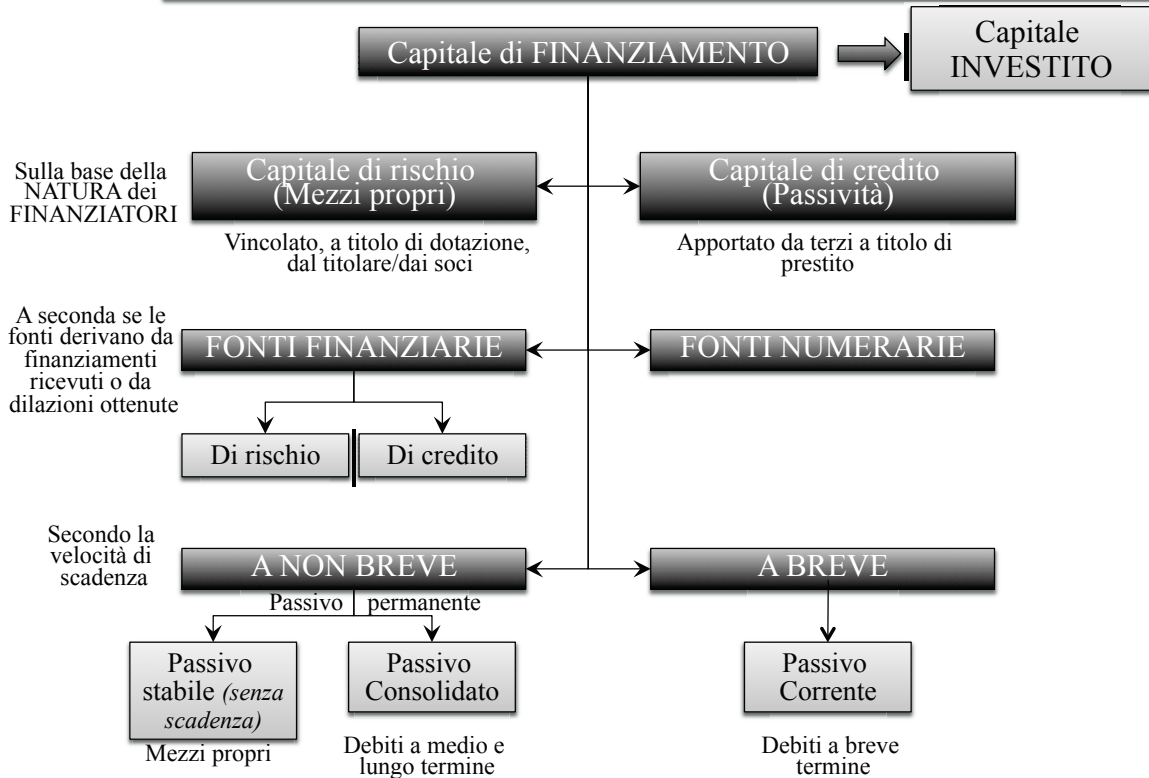 Capitale di FINANZIAMENTO
Capitale
INVESTITO
Sulla base della
NATURA dei
FINANZIATORI
Capitale di rischio
(Mezzi propri)
Capitale di credito
(Passività)
Vincolato, a titolo di dotazione,
dal titolare/dai soci
Apportato da terzi a titolo di
prestito
A seconda se le
fonti derivano da
finanziamenti
ricevuti o da
dilazioni ottenute
FONTI FINANZIARIE
FONTI NUMERARIE
Di rischio
Di credito
Secondo la
velocità di
scadenza
A NON BREVE
A BREVE
Passivo permanente
Passivo
stabile (senza
scadenza)
Passivo
Consolidato
Passivo
Corrente
Mezzi propri
Debiti a medio e
lungo termine
Debiti a breve
termine